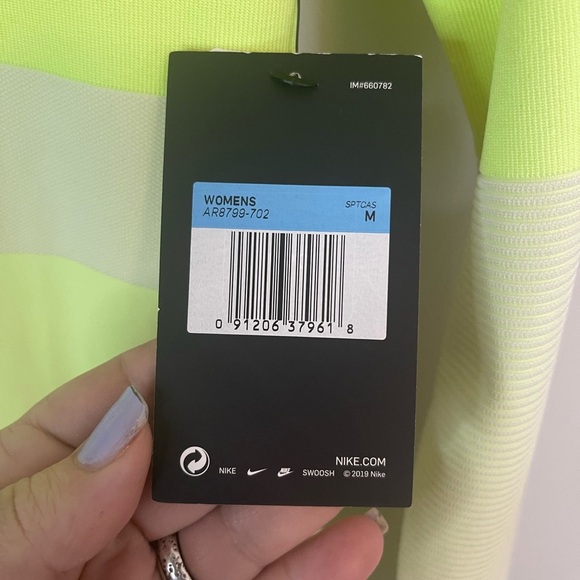 IM#660782
WOMENS SPTCAS
AR8799-702 M
0 91206 37961 8
NIKE.COM
NIKE SWOOSH © 2019 Nike